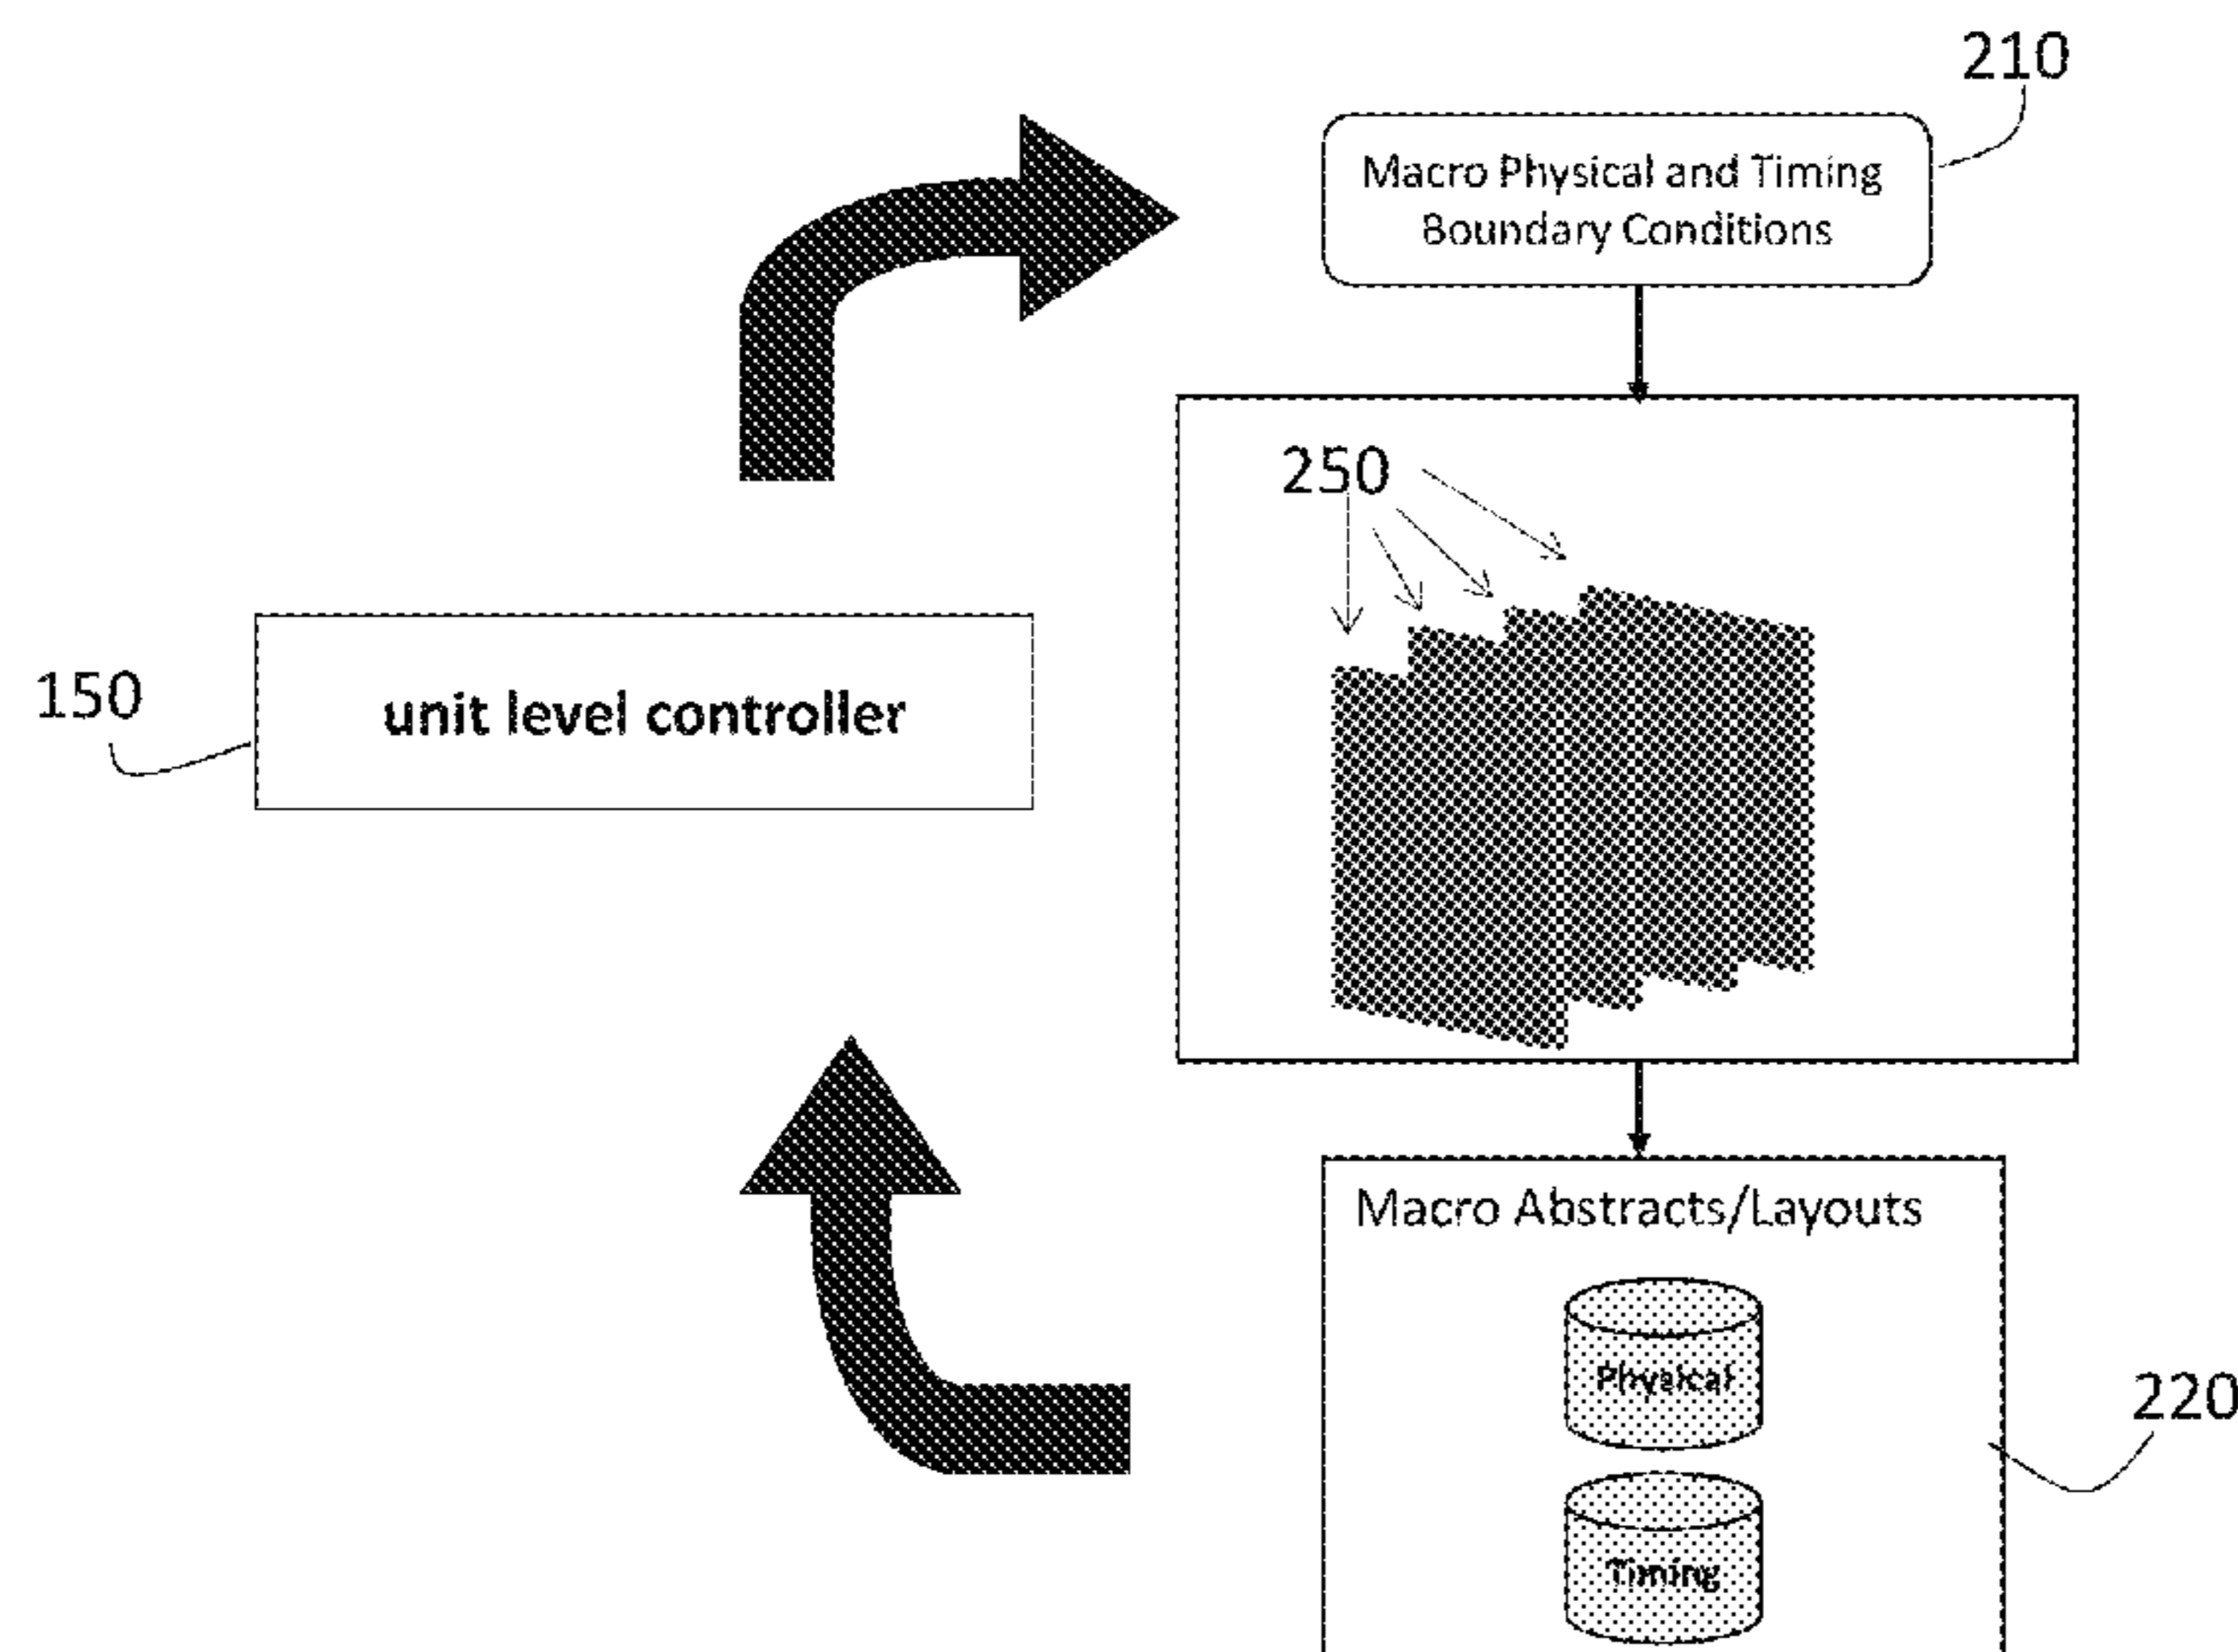 210
Macro Physical and Timing
Boundary Conditions
250
150
unit level controller
Macro Abstracts/Layouts
Physical
220
Timing